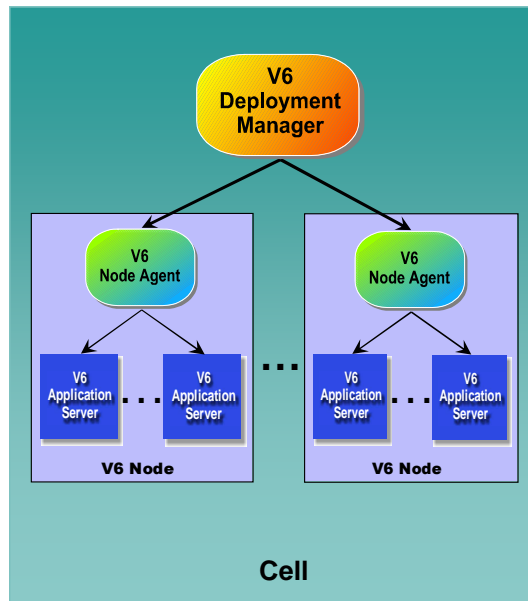 V6
Deployment
Manager
V6
Node Agent
V6
Application
Server
. . .
V6
Application
Server
V6 Node
...
V6
Node Agent
V6
Application
Server
. . .
V6
Application
Server
V6 Node
Cell